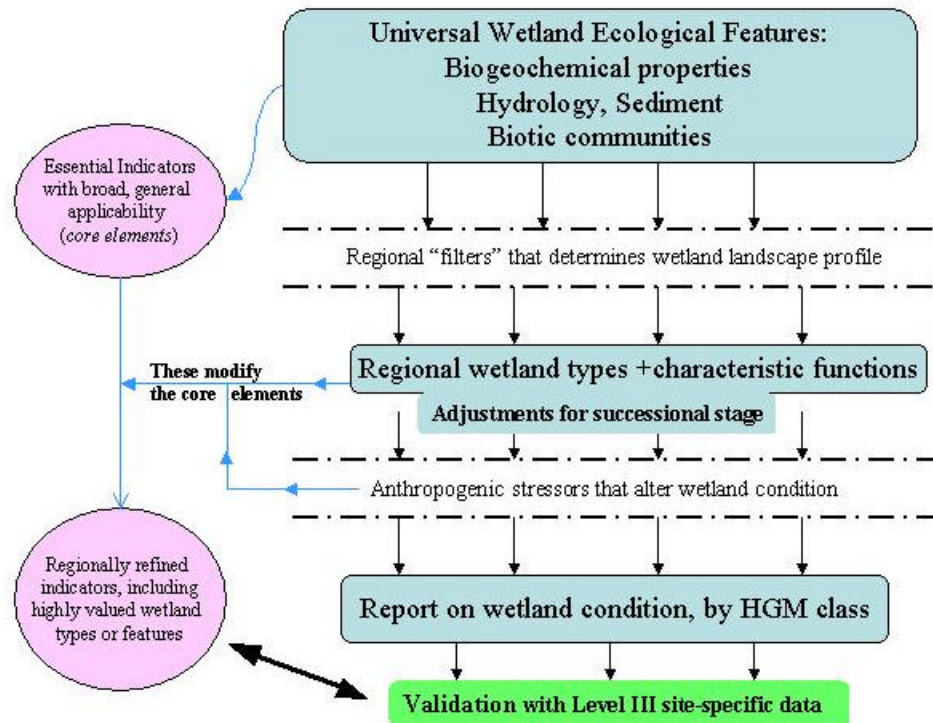 Universal Wetland Ecological Features:
Biogeochemical properties
Hydrology, Sediment
Biotic communities
Essential Indicators
with broad, general
applicability
(core elements)
Regional “filters” that determines wetland landscape profile
These modify
the core elements
Regional wetland types +characteristic functions
Adjustments for successional stage
Anthropogenic stressors that alter wetland condition
Regionally refined
indicators, including
highly valued wetland
types or features
Report on wetland condition, by HGM class
Validation with Level III site-specific data